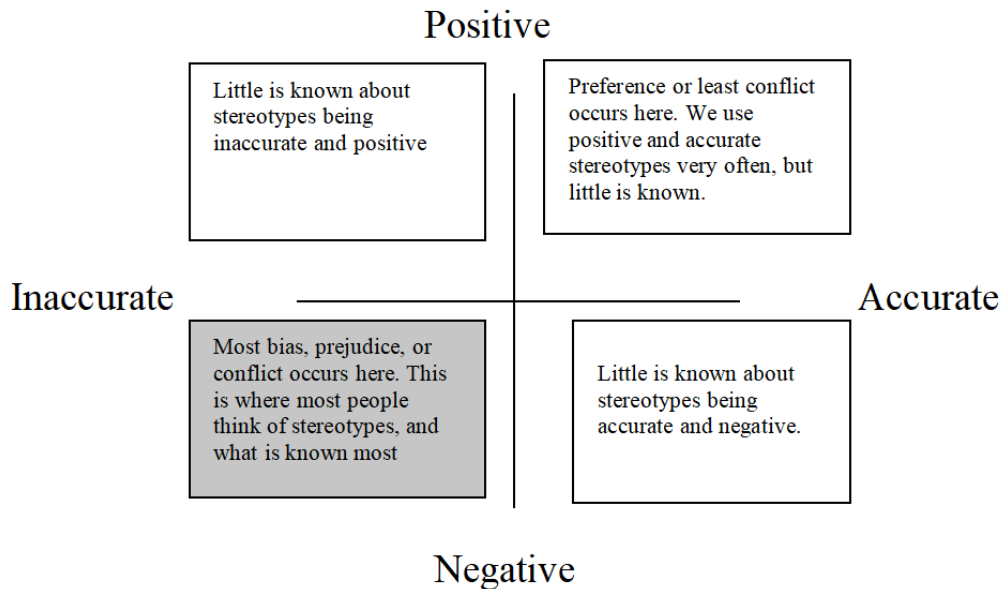 Positive
Little is known about
stereotypes being
inaccurate and positive
Preference or least conflict
occurs here. We use
positive and accurate
stereotypes very often, but
little is known.
Inaccurate
Accurate
Most bias, prejudice, or
conflict occurs here. This
is where most people
think of stereotypes, and
what is known most
Little is known about
stereotypes being
accurate and negative.
Negative